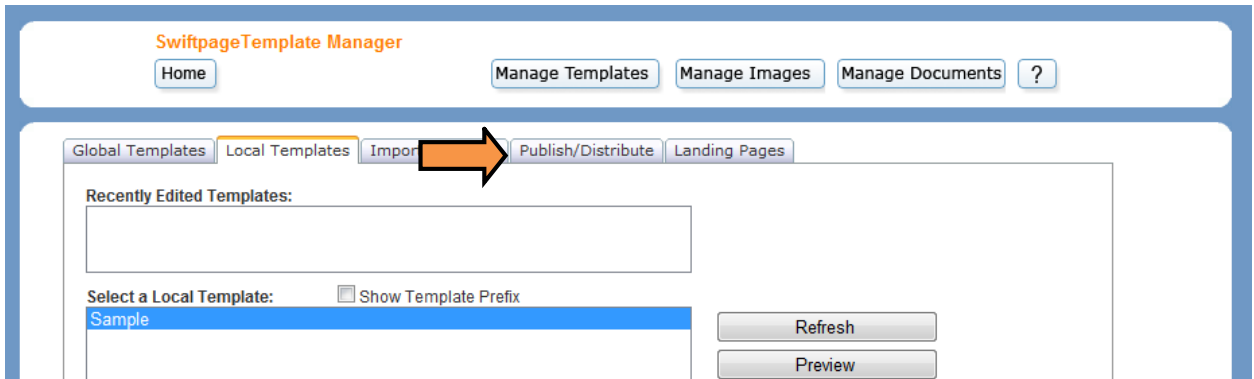 SwiftpageTemplate Manager
Home Manage Templates Manage Images Manage Documents ?
Global Templates Local Templates Publish/Distribute Landing Pages
Recently Edited Templates:
Select a Local Template: Show Template Prefix
Sample
Refresh
Preview